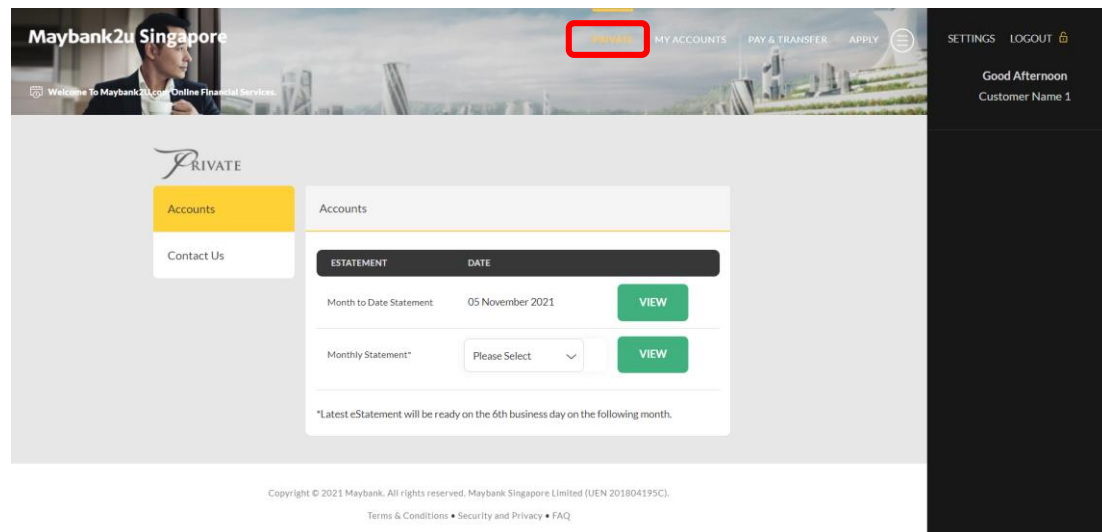 Maybank2u Singapore
PRIVATE MY ACCOUNTS PAY & TRANSFER APPLY
SETTINGS LOGOUT
Welcome To Maybank2U.com Online Financial Services.
Good Afternoon
Customer Name 1
PRIVATE
Accounts
Contact Us
Accounts
ESTATEMENT DATE
Month to Date Statement 05 November 2021 VIEW
Monthly Statement* Please Select VIEW
*Latest eStatement will be ready on the 6th business day on the following month.
Copyright © 2021 Maybank. All rights reserved. Maybank Singapore Limited (UEN 201804195C).
Terms & Conditions • Security and Privacy • FAQ